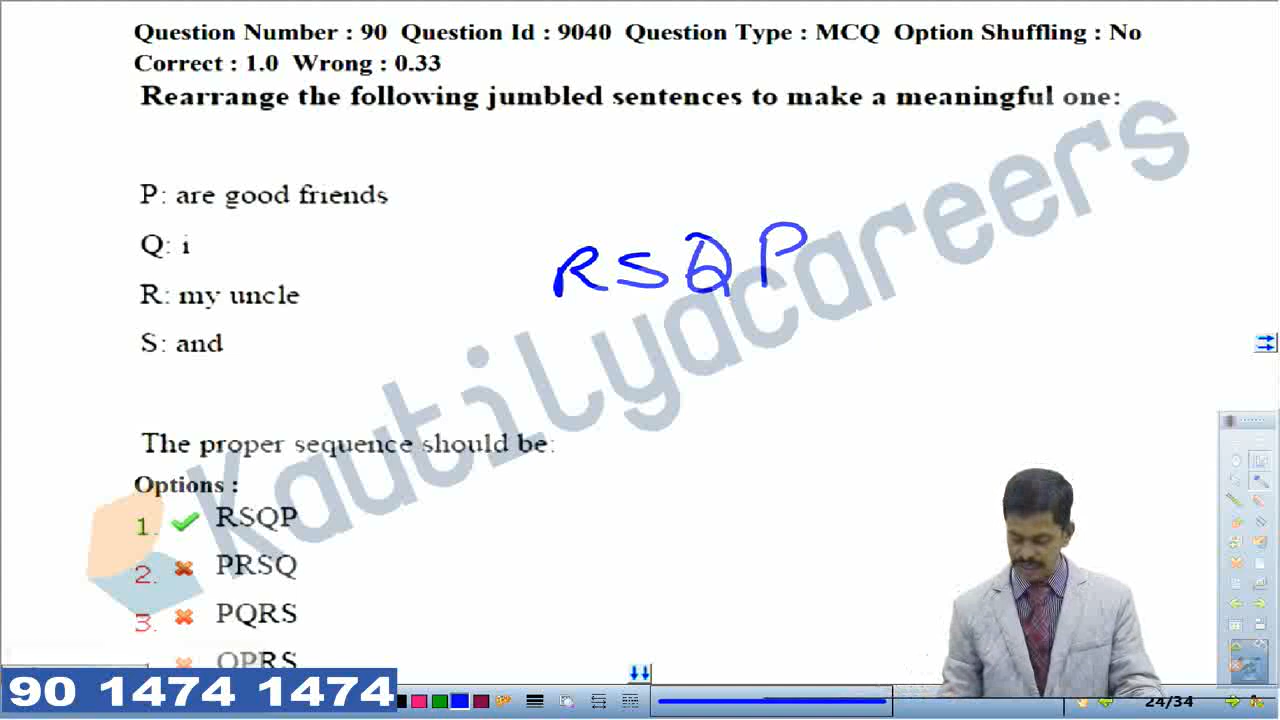 Question Number : 90 Question Id : 9040 Question Type : MCQ Option Shuffling : No
Correct : 1.0 Wrong : 0.33
Rearrange the following jumbled sentences to make a meaningful one:
P: are good friends
Q: i
R: my uncle
S: and
RSQP
The proper sequence should be:
Options :
1. RSQP
2. PRSQ
3. PQRS
QPRS
Kautilyacareers
90 1474 1474
24/34